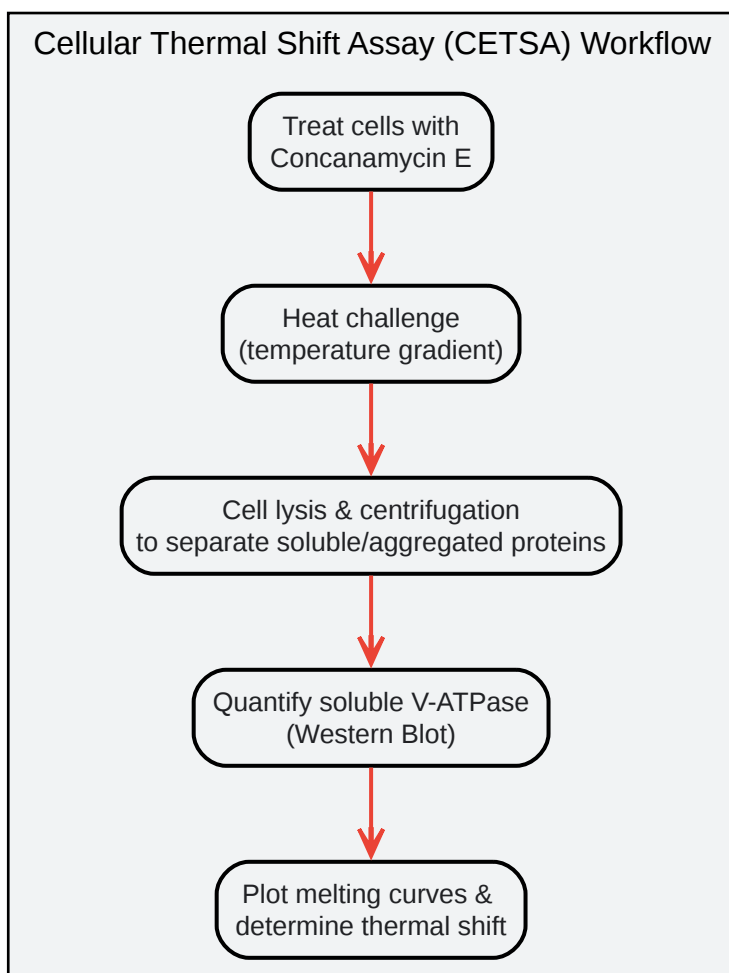 Cellular Thermal Shift Assay (CETSA) Workflow
Treat cells with
Concanamycin E
Heat challenge
(temperature gradient)
Cell lysis & centrifugation
to separate soluble/aggregated proteins
Quantify soluble V-ATPase
(Western Blot)
Plot melting curves &
determine thermal shift